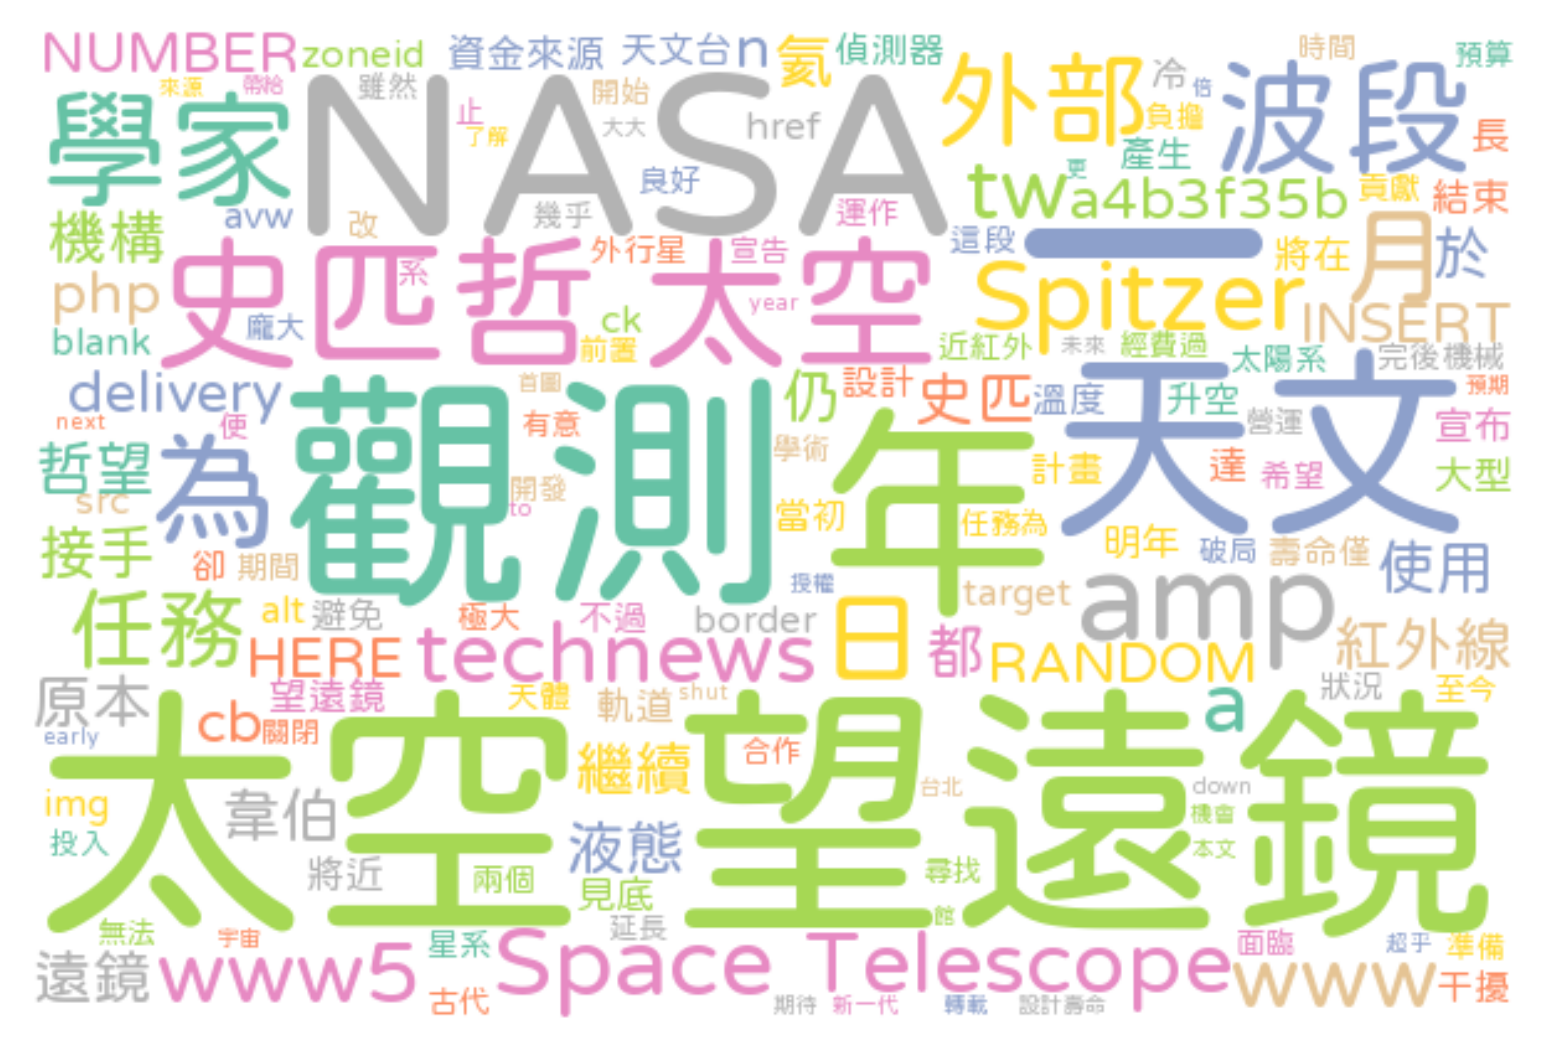 NUMBER zoneid 資金來源 天文台 n 氦 偵測器 外部 冷 時間 預算
來源 帶給 雖然 止 開始 倍 波段
學家 NASA 了解 大大 href 負擔 長
良好 更 產生
avw 改 幾乎 運作 tw a4b3f35b 貢獻 結束
機構 外行星 宣告 這段 一 將在 月 於
php 史匹哲太空 系 year Spitzer INSERT
blank 龐大 ck 前置 近紅外 未來 經費過 太陽系 完後機械
delivery 首圖 仍 設計 史匹 溫度 升空 天文 預期
next 便 觀測 有意 年 營運 宣布
哲望 為 學術 計畫 達 希望 大型
src 開發 to 當初 任務為
接手 卻 期間 明年 破局 壽命僅 使用
任務 alt 避免 極大 不過 授權 target amp
HERE technews border 日 都 RANDOM 紅外線
原本 望遠鏡 天體 軌道 shut a 狀況 至今
early cb 關閉 太空望遠鏡 合作
img 韋伯 繼續 台北 down
投入 液態 機會
將近 兩個 見底 尋找 本文
無法 宇宙 延長 館
遠鏡 www5 星系 Space Telescope 面臨 www 超乎 準備
古代 期待 新一代 轉載 設計壽命 干擾